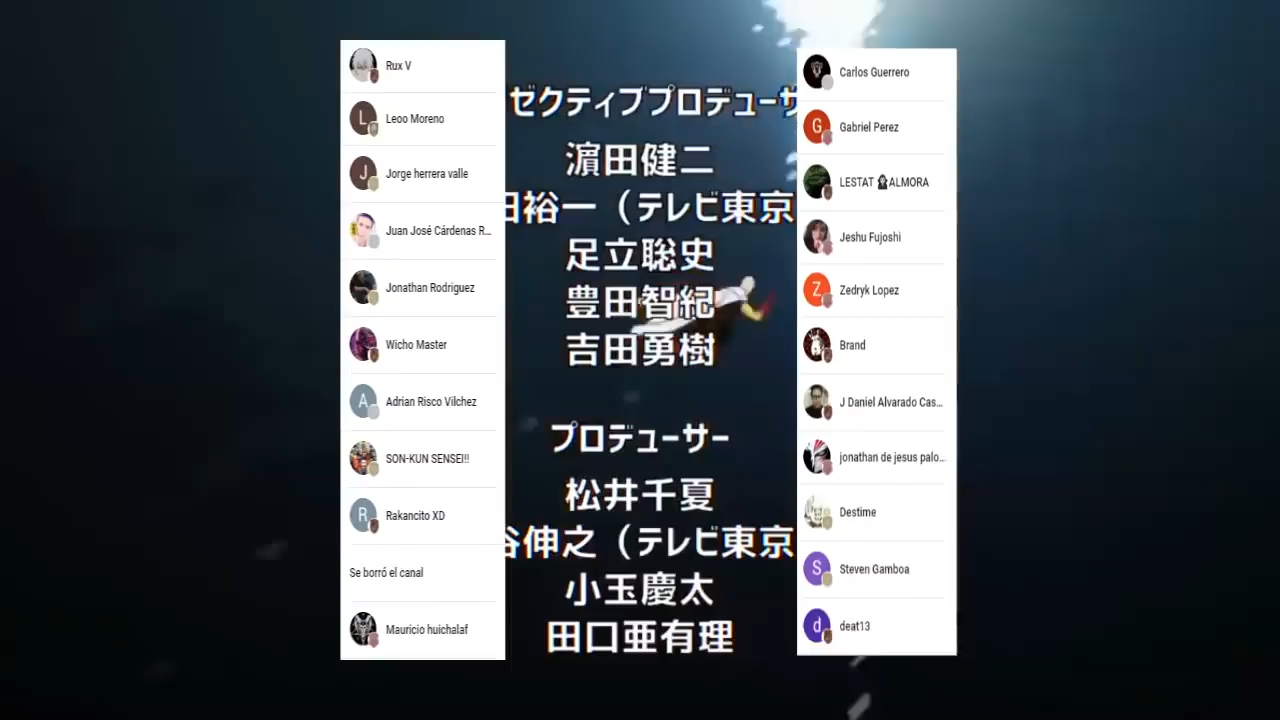 Rux V
Leoo Moreno
Jorge herrera valle
Juan José Cárdenas R...
Jonathan Rodriguez
Wicho Master
Adrian Risco Vilchez
SON-KUN SENSEI!!
Rakancito XD
Se borró el canal
Mauricio huichalaf
ゼクティブプロデューサ
濵田健二
田裕一（テレビ東京
足立聡史
豊田智紀
吉田勇樹
プロデューサー
松井千夏
谷伸之（テレビ東京
小玉慶太
田口亜有理
Carlos Guerrero
Gabriel Perez
LESTAT ALMORA
Jeshu Fujoshi
Zedryk Lopez
Brand
J Daniel Alvarado Cas...
jonathan de jesus palo...
Destime
Steven Gamboa
deat13